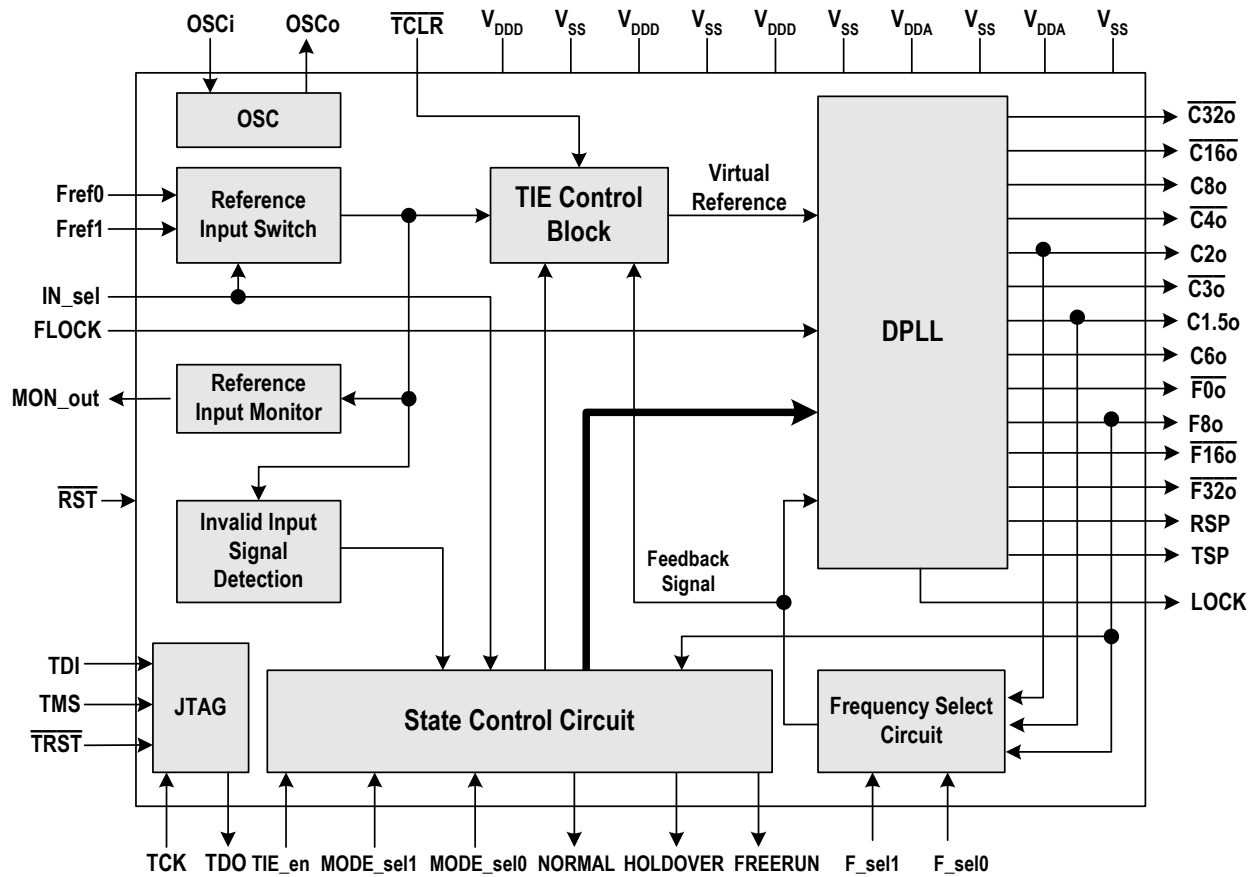 OSCi
OSCo
TCLR
VDDD
VSS
VDDD
VSS
VDDD
VSS
VDDA
VSS
VDDA
VSS
OSC
Fref0
Fref1
Reference
Input Switch
TIE Control
Block
Virtual
Reference
DPLL
C32o
C16o
C8o
C4o
C2o
C3o
C1.5o
C6o
F0o
F8o
F16o
F32o
RSP
TSP
LOCK
IN_sel
FLOCK
MON_out
Reference
Input Monitor
RST
Invalid Input
Signal
Detection
Feedback
Signal
TDI
TMS
TRST
JTAG
State Control Circuit
Frequency Select
Circuit
TCK
TDO
TIE_en
MODE_sel1
MODE_sel0
NORMAL
HOLDOVER
FREERUN
F_sel1
F_sel0